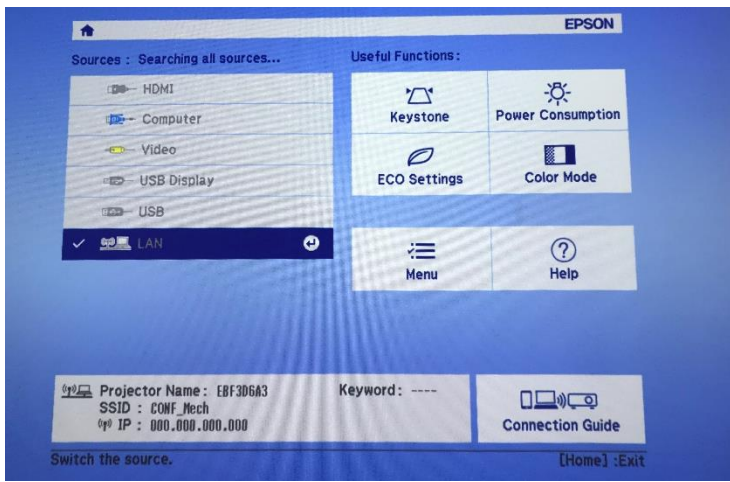 EPSON
Sources : Searching all sources...
HDMI
Computer
Video
USB Display
USB
LAN
Useful Functions :
Keystone
Power Consumption
ECO Settings
Color Mode
Menu
Help
Projector Name : EBF3D6A3
Keyword : ----
SSID : CONF_Mech
IP : 000.000.000.000
Connection Guide
Switch the source.
[Home] :Exit